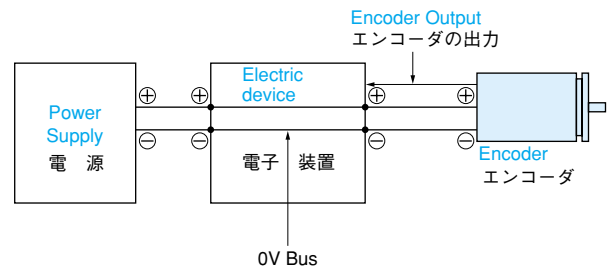 Encoder Output
エンコーダの出力
Power
Supply
電 源
⊕ ⊕
⊖ ⊖
Electric
device
電子 装置
⊕ ⊕
⊖ ⊖
Encoder
エンコーダ
0V Bus